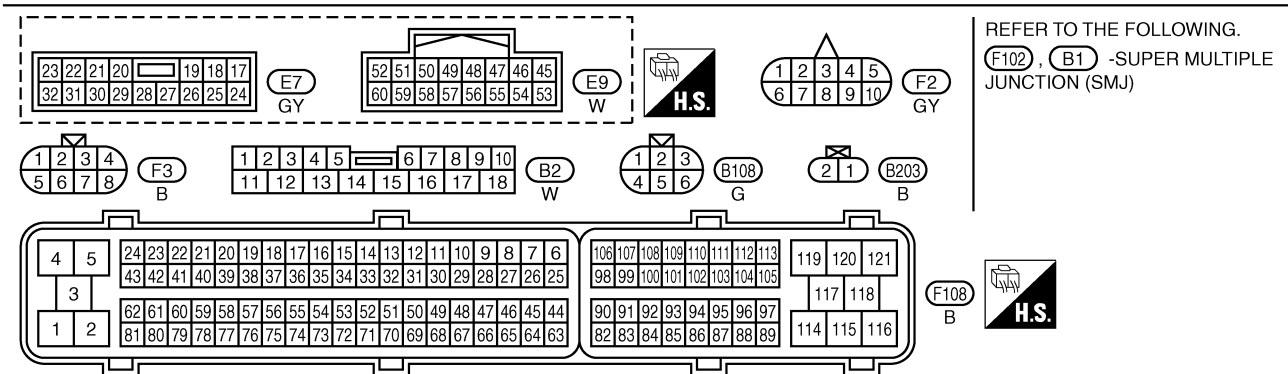 REFER TO THE FOLLOWING.
F102 , B1 -SUPER MULTIPLE
JUNCTION (SMJ)
23 22 21 20 19 18 17
32 31 30 29 28 27 26 25 24
E7
GY
52 51 50 49 48 47 46 45
60 59 58 57 56 55 54 53
E9
W
H.S.
1 2 3 4 5
6 7 8 9 10
F2
GY
1 2 3 4
5 6 7 8
F3
B
1 2 3 4 5 6 7 8 9 10
11 12 13 14 15 16 17 18
B2
W
1 2 3
4 5 6
B108
G
2 1
B203
B
4 5
3
1 2
24 23 22 21 20 19 18 17 16 15 14 13 12 11 10 9 8 7 6
43 42 41 40 39 38 37 36 35 34 33 32 31 30 29 28 27 26 25
62 61 60 59 58 57 56 55 54 53 52 51 50 49 48 47 46 45 44
81 80 79 78 77 76 75 74 73 72 71 70 69 68 67 66 65 64 63
106 107 108 109 110 111 112 113
98 99 100 101 102 103 104 105
90 91 92 93 94 95 96 97
82 83 84 85 86 87 88 89
119 120 121
117 118
114 115 116
F108
B
H.S.